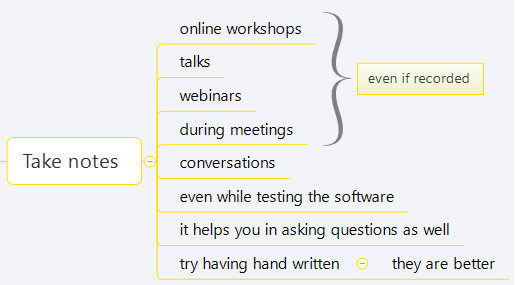 Take notes
online workshops
talks
webinars
during meetings
even if recorded
conversations
even while testing the software
it helps you in asking questions as well
try having hand written
they are better